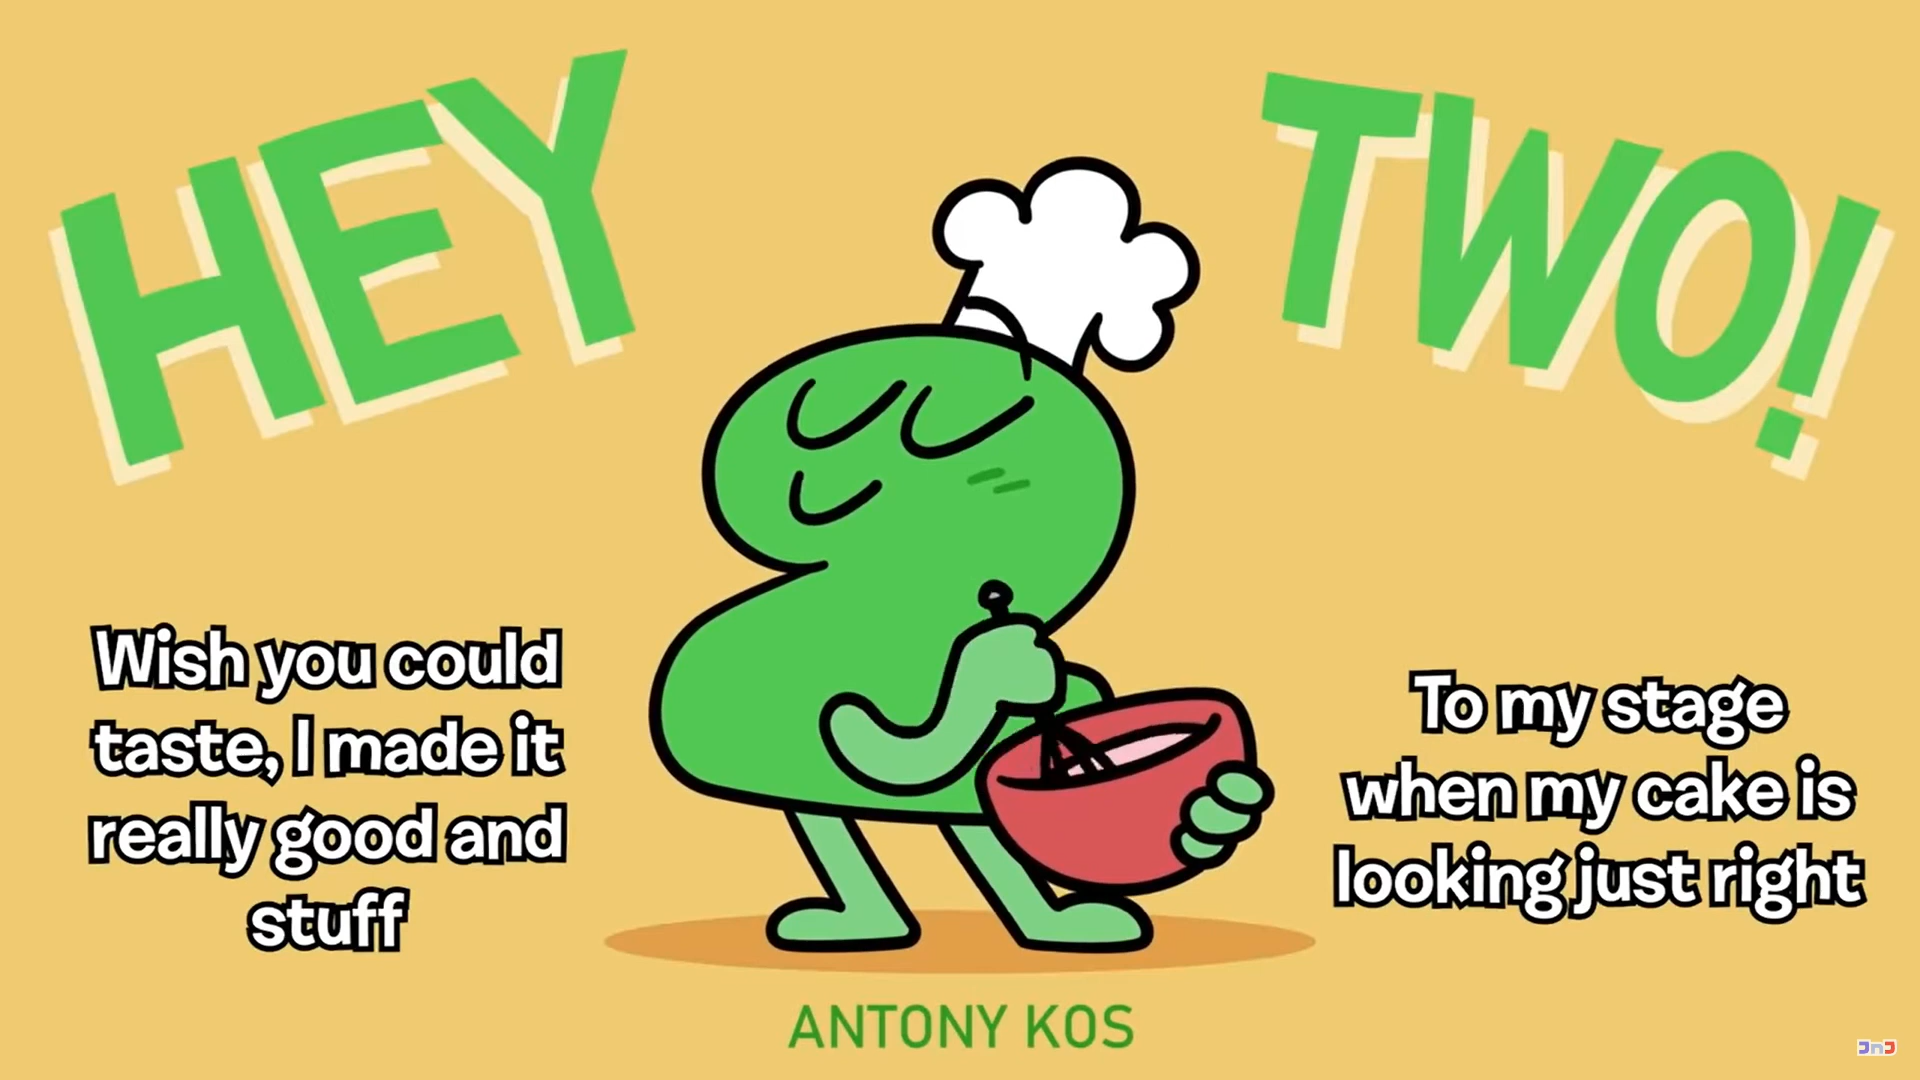 HEY TWO!
Wish you could
taste, I made it
really good and
stuff
To my stage
when my cake is
looking just right
ANTONY KOS
JnJ